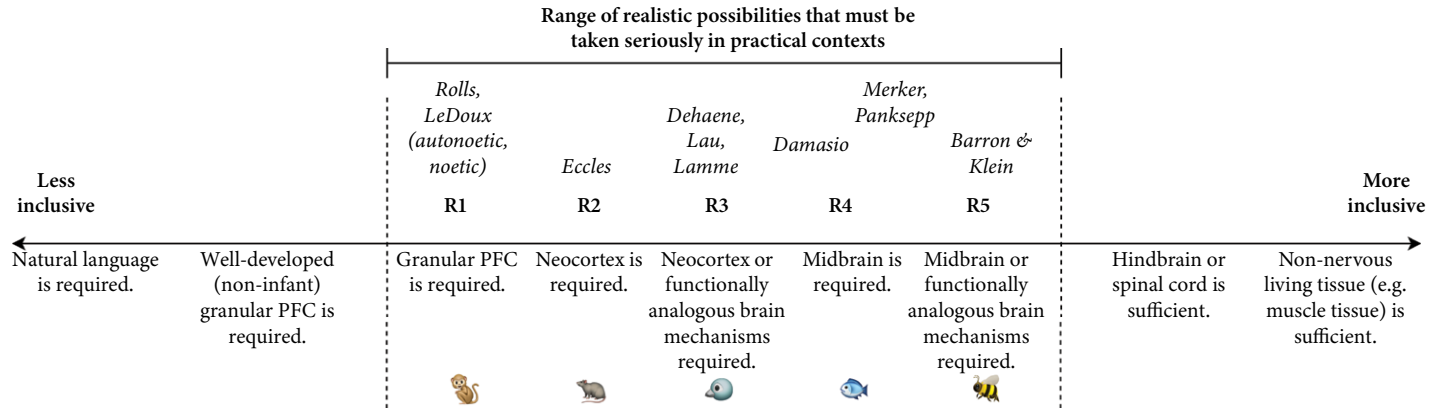 Range of realistic possibilities that must be
taken seriously in practical contexts
Rolls,
LeDoux
(autonoetic,
noetic)
Eccles
Dehaene,
Lau,
Lamme
Damasio
Merker,
Panksepp
Barron &
Klein
Less
inclusive
R1
R2
R3
R4
R5
More
inclusive
Natural language
is required.
Well-developed
(non-infant)
granular PFC is
required.
Granular PFC
is required.
Neocortex is
required.
Neocortex or
functionally
analogous brain
mechanisms
required.
Midbrain is
required.
Midbrain or
functionally
analogous brain
mechanisms
required.
Hindbrain or
spinal cord is
sufficient.
Non-nervous
living tissue (e.g.
muscle tissue) is
sufficient.